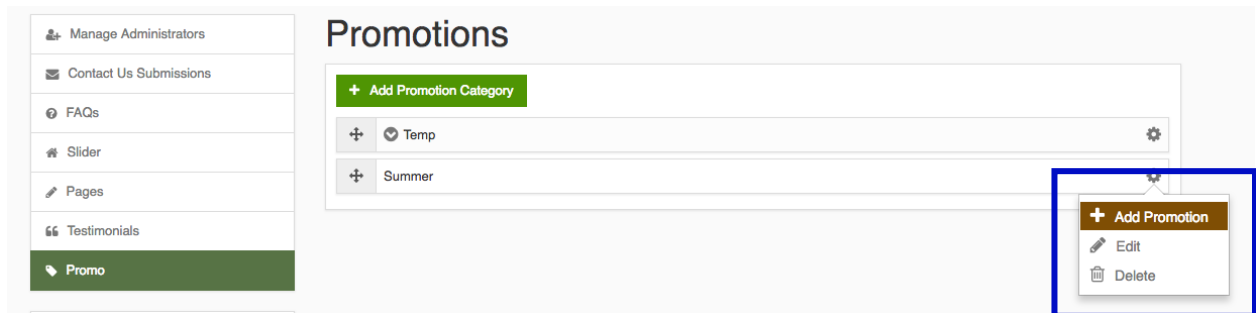 Manage Administrators
Contact Us Submissions
FAQs
Slider
Pages
Testimonials
Promo
Promotions
Add Promotion Category
Temp
Summer
Add Promotion
Edit
Delete